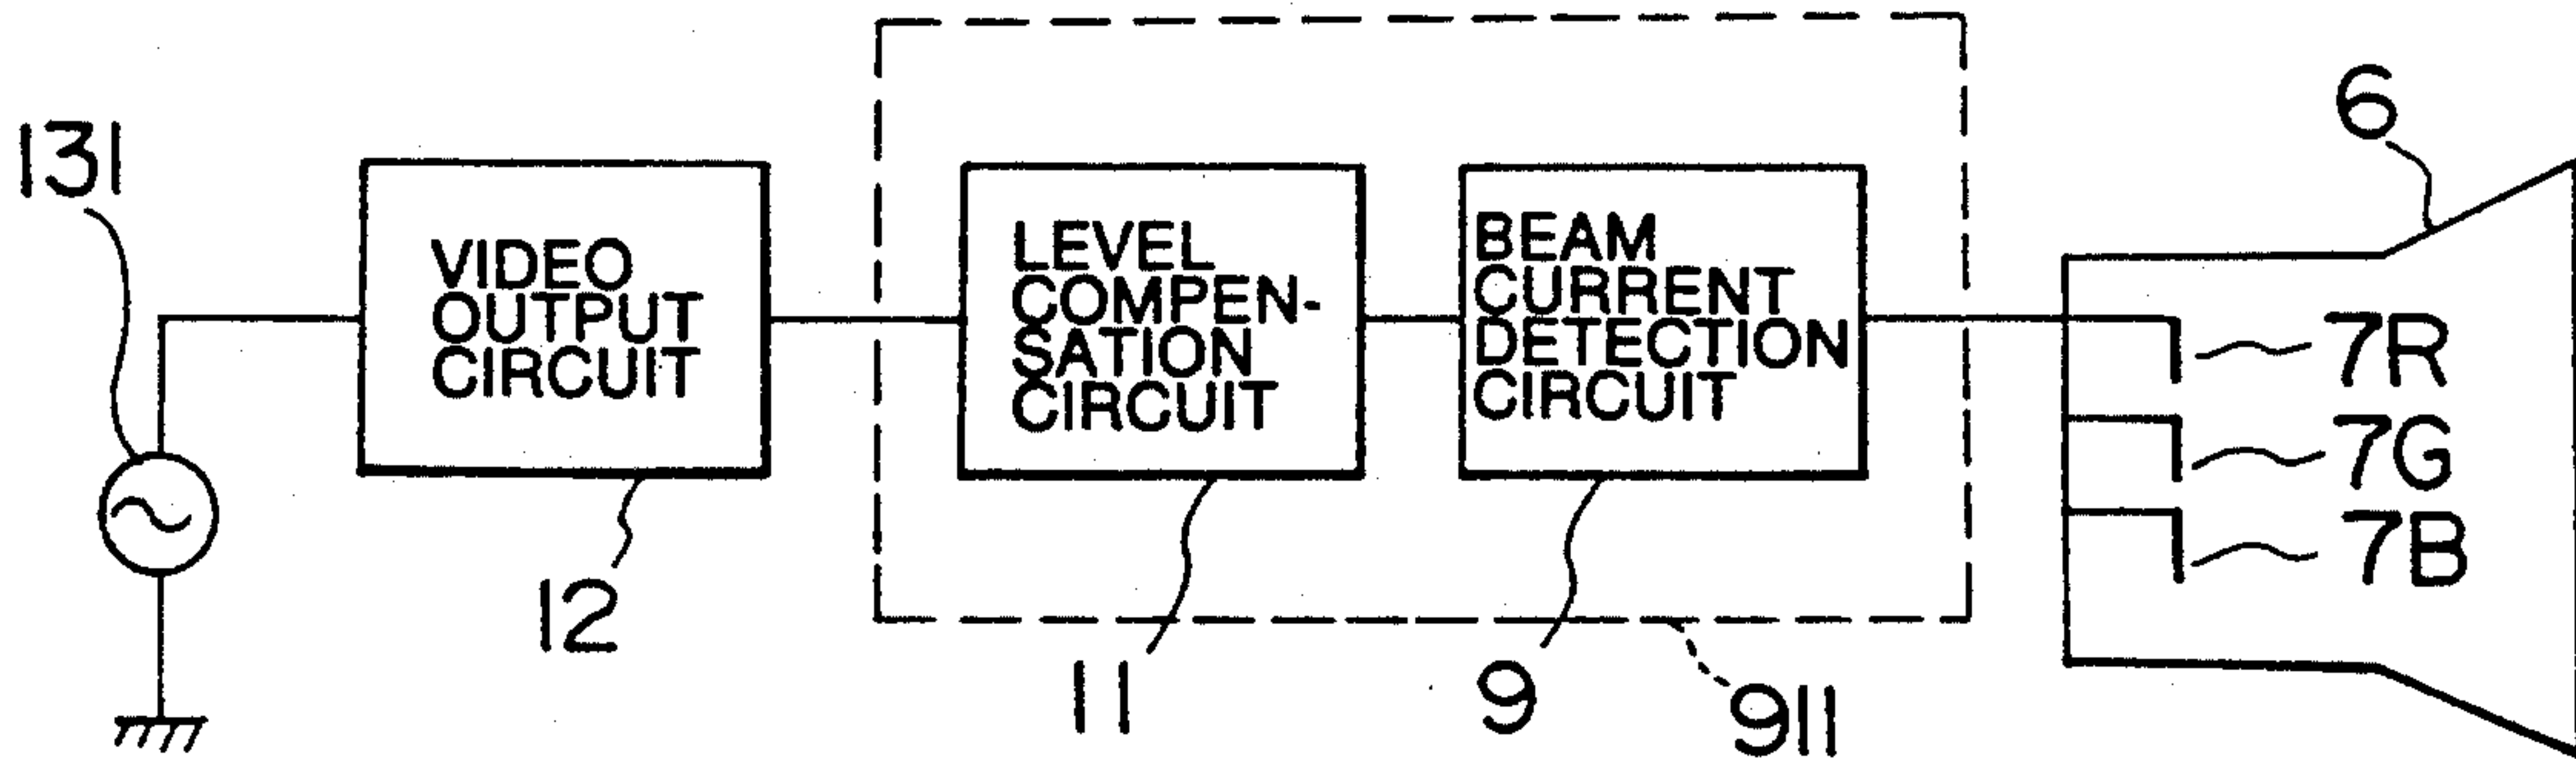 131
VIDEO
OUTPUT
CIRCUIT
12
LEVEL
COMPEN-
SATION
CIRCUIT
11
BEAM
CURRENT
DETECTION
CIRCUIT
9
911
6
7R
7G
7B